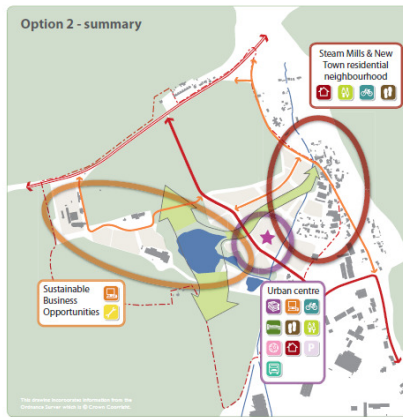 Option 2 - summary
Steam Mills & New
Town residential
neighbourhood
Sustainable
Business
Opportunities
Urban centre
P
This drawing incorporates information from the
Ordnance Survey which is © Crown Copyright.